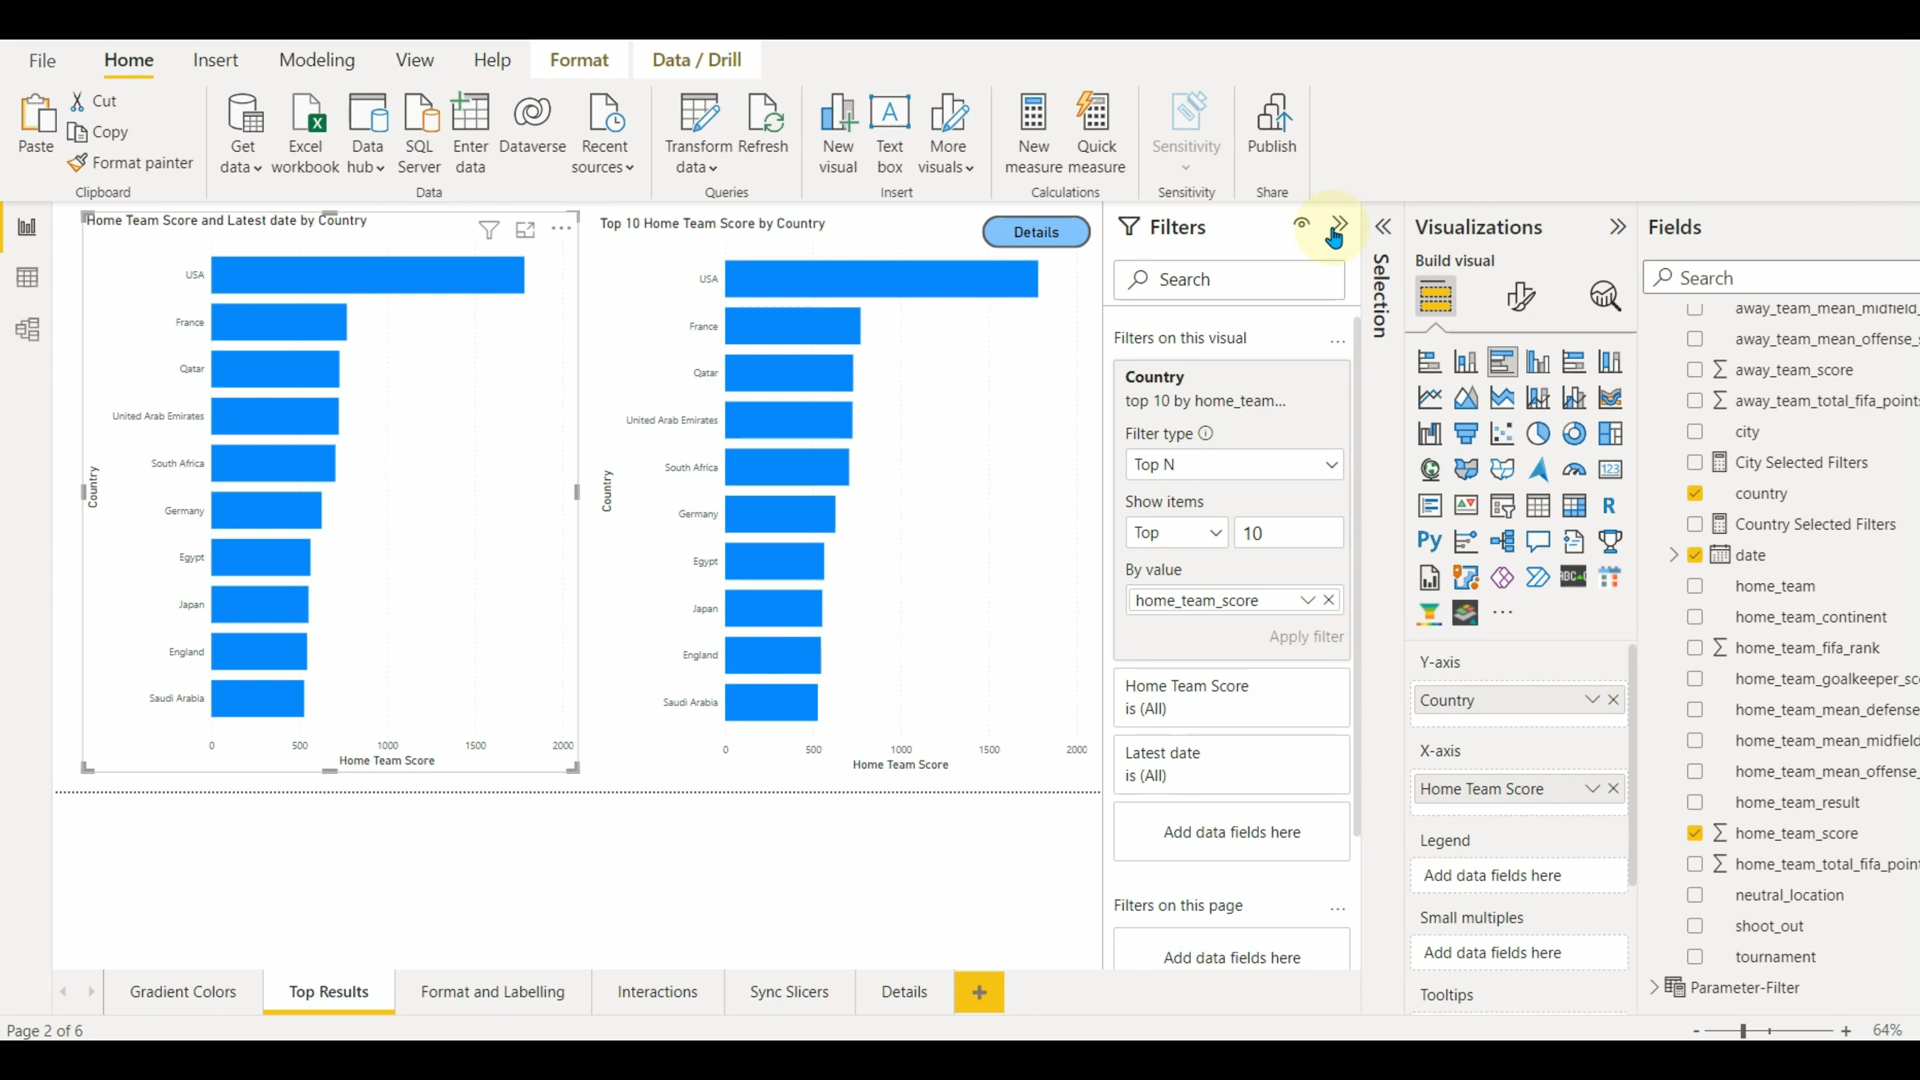 File Home Insert Modeling View Help Format Data / Drill
Paste
Cut
Copy
Format painter
Clipboard
Get data
Excel workbook
Data hub
SQL Server
Enter data
Dataverse
Recent sources
Data
Transform data
Refresh
Queries
New visual
A
Text box
More visuals
Insert
New measure
Quick measure
Calculations
Sensitivity
Sensitivity
Publish
Share
Home Team Score and Latest date by Country
Country
USA
France
Qatar
United Arab Emirates
South Africa
Germany
Egypt
Japan
England
Saudi Arabia
0 500 1000 1500 2000
Home Team Score
Top 10 Home Team Score by Country
Details
Country
USA
France
Qatar
United Arab Emirates
South Africa
Germany
Egypt
Japan
England
Saudi Arabia
0 500 1000 1500 2000
Home Team Score
Filters
Search
Filters on this visual ...
Country
top 10 by home_team...
Filter type
Top N
Show items
Top 10
By value
home_team_score
Apply filter
Home Team Score
is (All)
Latest date
is (All)
Add data fields here
Filters on this page ...
Add data fields here
Selection
Visualizations
Build visual
123
R
Py
...
Y-axis
Country
X-axis
Home Team Score
Legend
Add data fields here
Small multiples
Add data fields here
Tooltips
Fields
Search
away_team_mean_midfield_
away_team_mean_offense_s
away_team_score
away_team_total_fifa_points
city
City Selected Filters
country
Country Selected Filters
date
home_team
home_team_continent
home_team_fifa_rank
home_team_goalkeeper_sco
home_team_mean_defense
home_team_mean_midfield
home_team_mean_offense_
home_team_result
home_team_score
home_team_total_fifa_point
neutral_location
shoot_out
tournament
Parameter-Filter
Gradient Colors Top Results Format and Labelling Interactions Sync Slicers Details +
Page 2 of 6
- + 64%